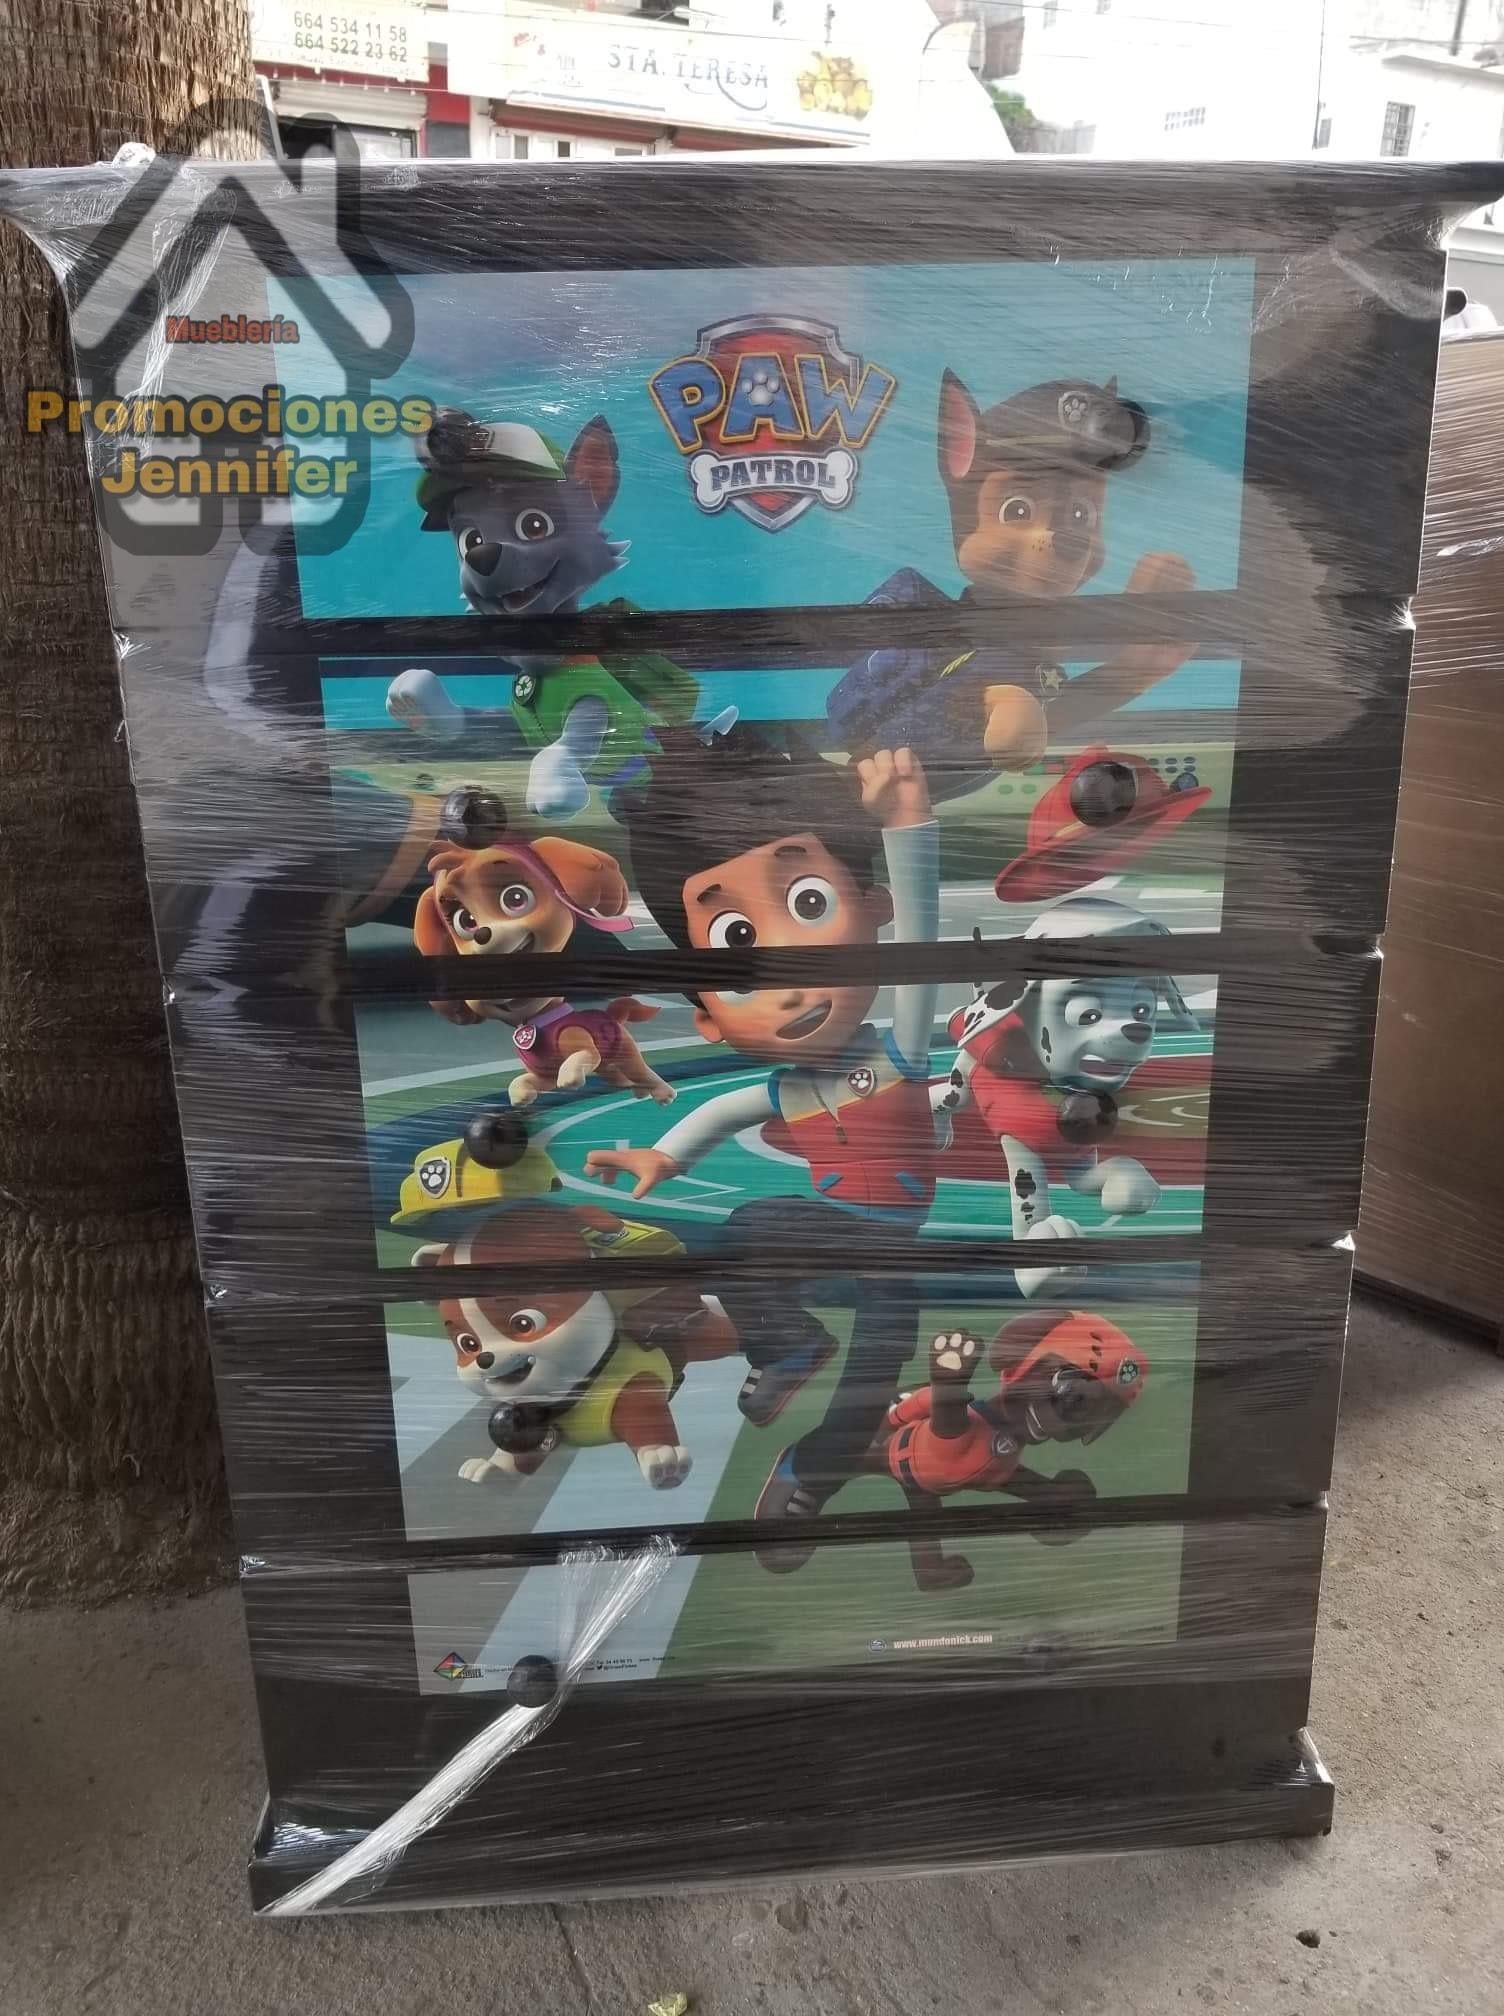 664 534 11 58
664 522 23 62
STA. TERESA
Mueblería
Promociones
Jennifer
PAW
PATROL
www.mundonick.com